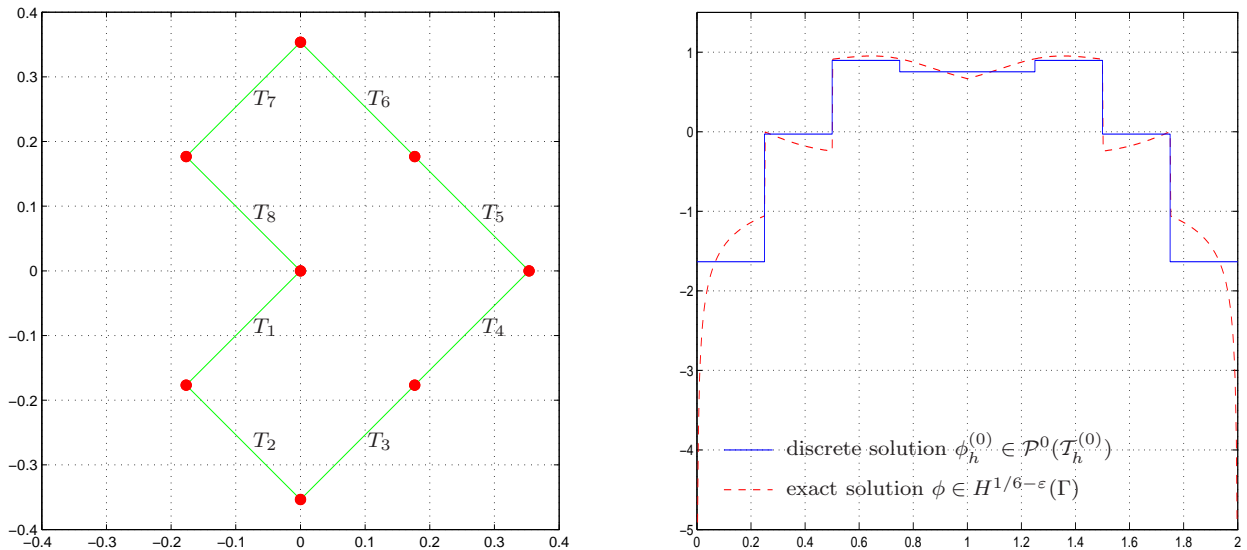 0.4
0.3
0.2
0.1
0
−0.1
−0.2
−0.3
−0.4
−0.4 −0.3 −0.2 −0.1 0 0.1 0.2 0.3 0.4
T₇ T₆
T₈ T₅
T₁ T₄
T₂ T₃
1
0
−1
−2
−3
−4
−5
0 0.2 0.4 0.6 0.8 1 1.2 1.4 1.6 1.8 2
discrete solution ϕ_h^{(0)} ∈ 𝒫⁰(𝒯_h^{(0)})
exact solution ϕ ∈ H^{1/6−ε}(Γ)